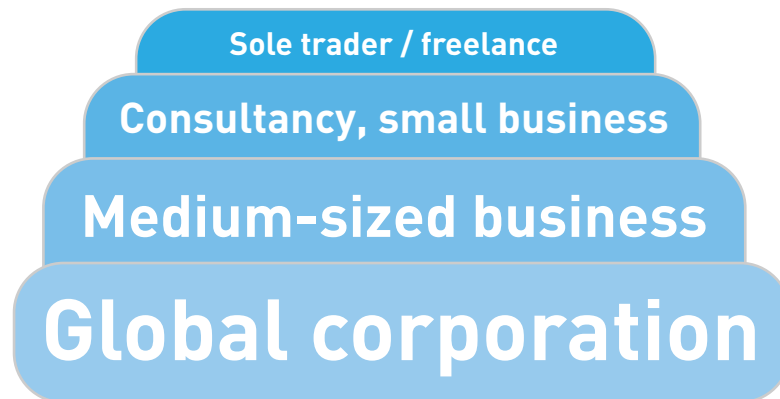 Sole trader / freelance
Consultancy, small business
Medium-sized business
Global corporation